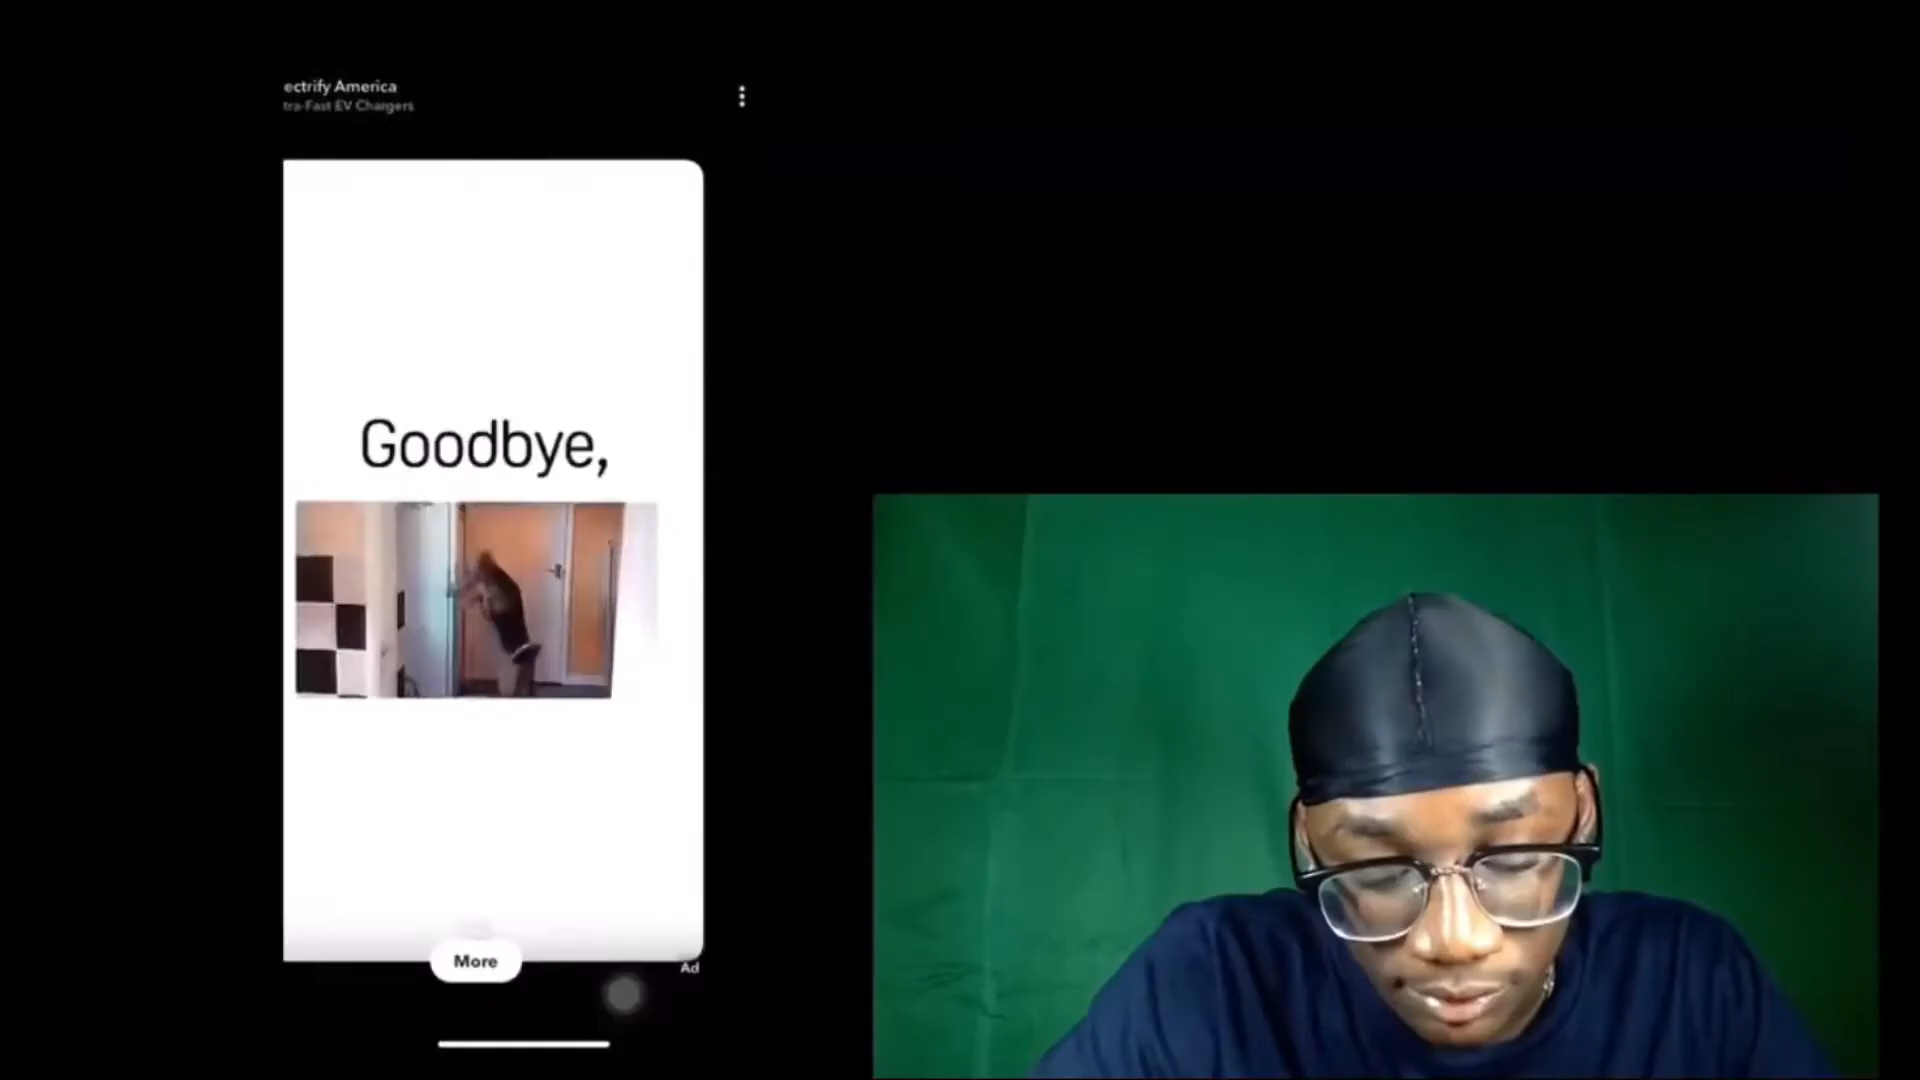 ectrify America
tra-Fast EV Chargers
Goodbye,
More
Ad